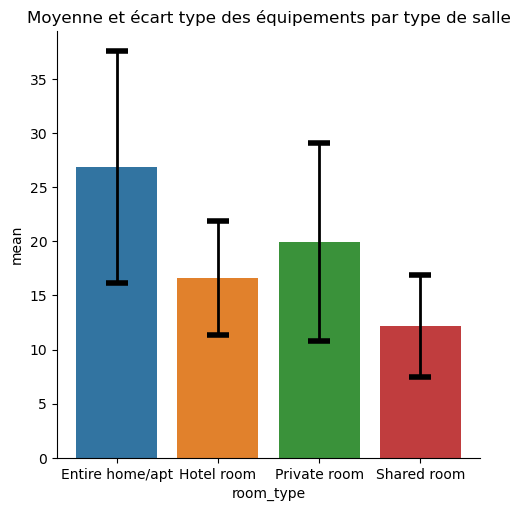 Moyenne et écart type des équipements par type de salle
35
30
25
20
15
10
5
0
mean
Entire home/apt Hotel room Private room Shared room
room_type